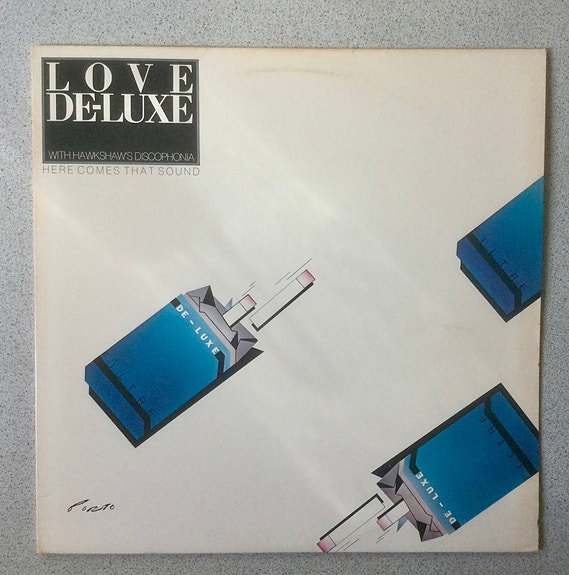 LOVE
DE-LUXE
WITH HAWKSHAW'S DISCOPHONIA
HERE COMES THAT SOUND
DE-LUXE
DE-LUXE